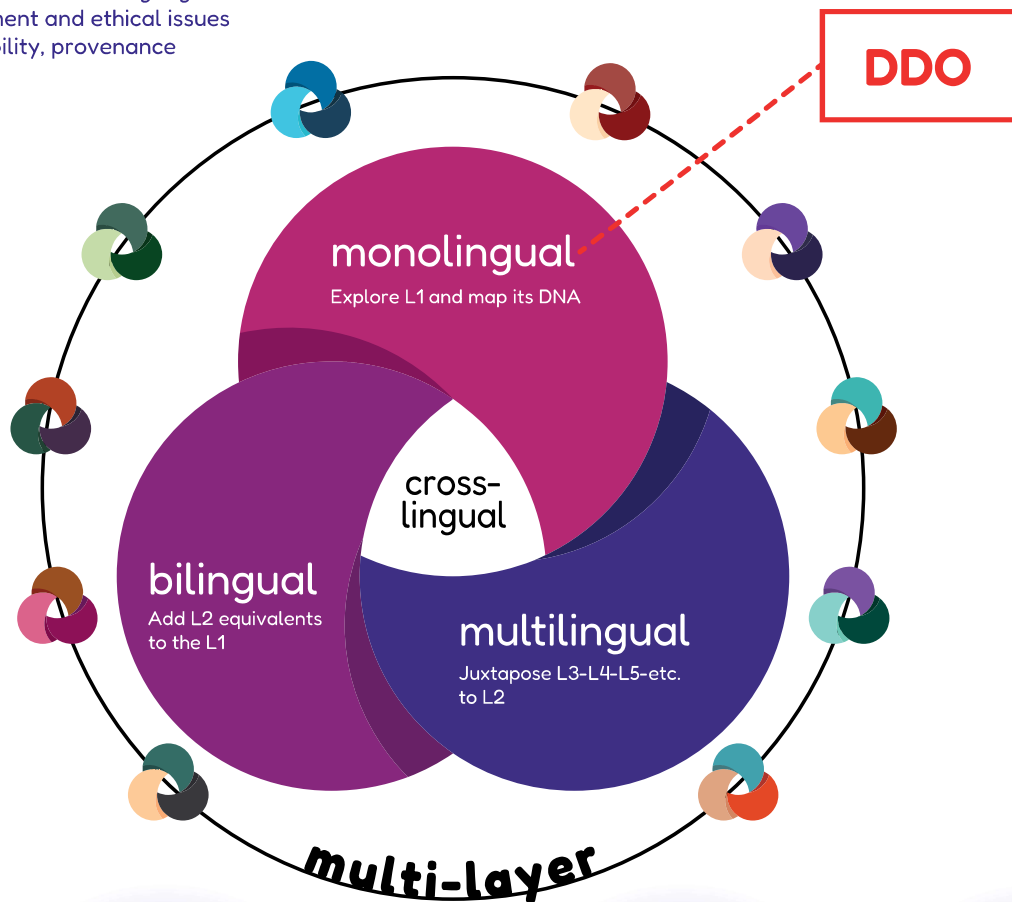 ment and ethical issues
bility, provenance
DDO
monolingual
Explore L1 and map its DNA
cross-
lingual
bilingual
Add L2 equivalents
to the L1
multilingual
Juxtapose L3-L4-L5-etc.
to L2
multi-layer